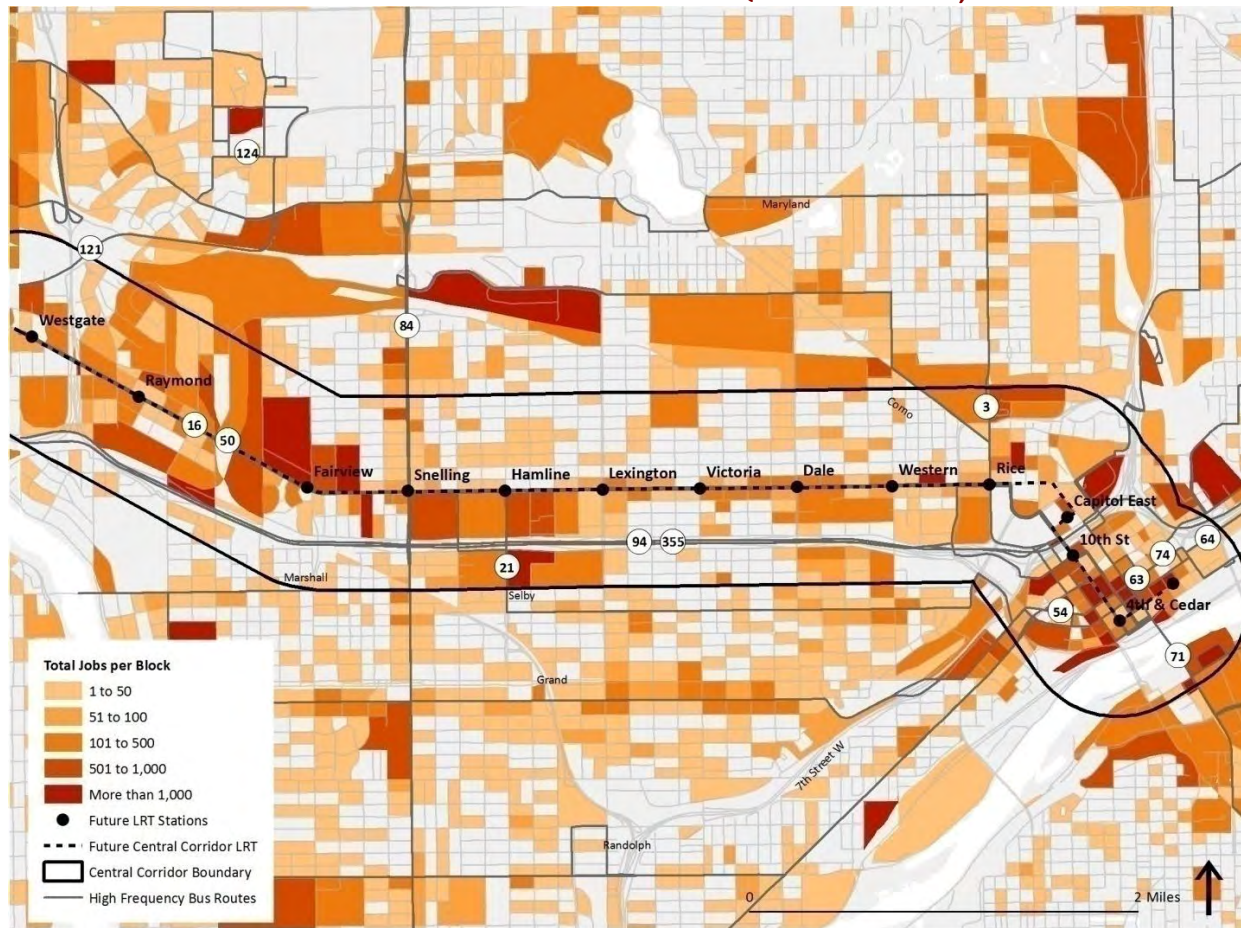 Maryland
124
121
Westgate
84
Raymond
Como
3
16
50
Fairview
Snelling
Hamline
Lexington
Victoria
Dale
Western
Rice
Capitol East
94
355
10th St
64
74
21
63
Marshall
Selby
54
4th & Cedar
71
Grand
7th Street W
Randolph
Total Jobs per Block
1 to 50
51 to 100
101 to 500
501 to 1,000
More than 1,000
Future LRT Stations
Future Central Corridor LRT
Central Corridor Boundary
High Frequency Bus Routes
0
2 Miles